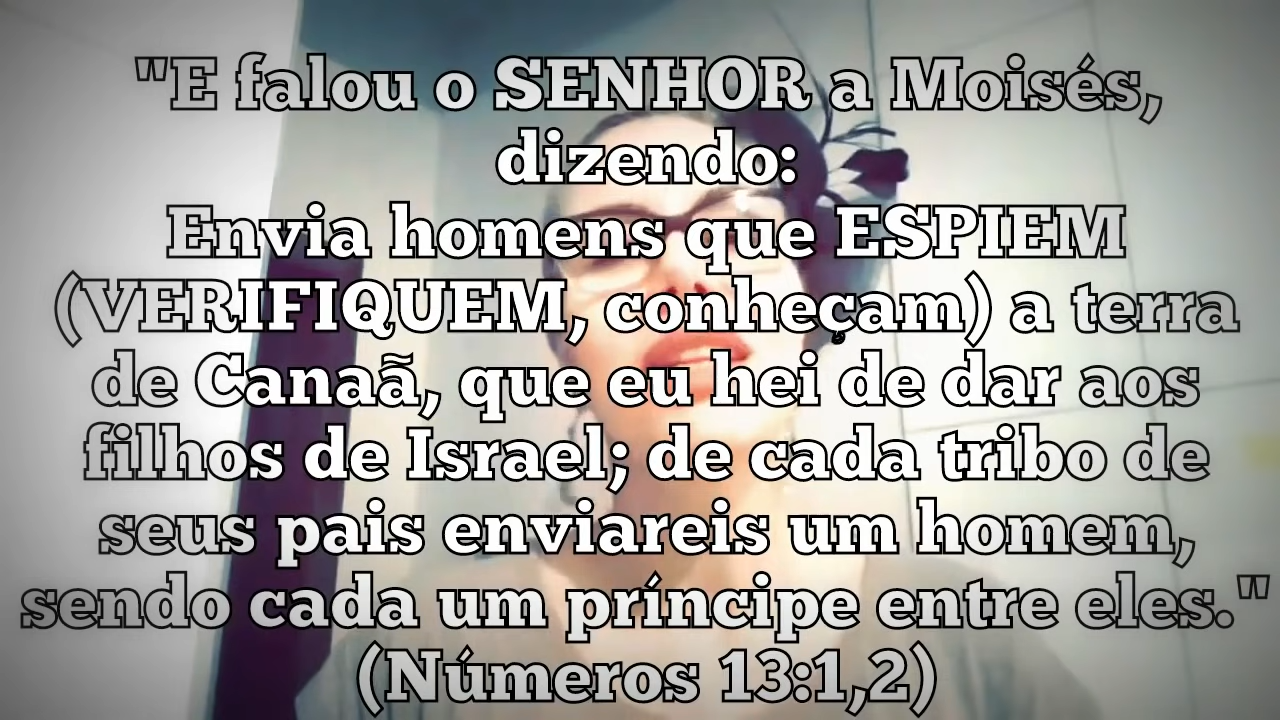 "E falou o SENHOR a Moisés,
dizendo:
Envia homens que ESPIEM
(VERIFIQUEM, conheçam) a terra
de Canaã, que eu hei de dar aos
filhos de Israel; de cada tribo de
seus pais enviareis um homem,
sendo cada um príncipe entre eles."
(Números 13:1,2)